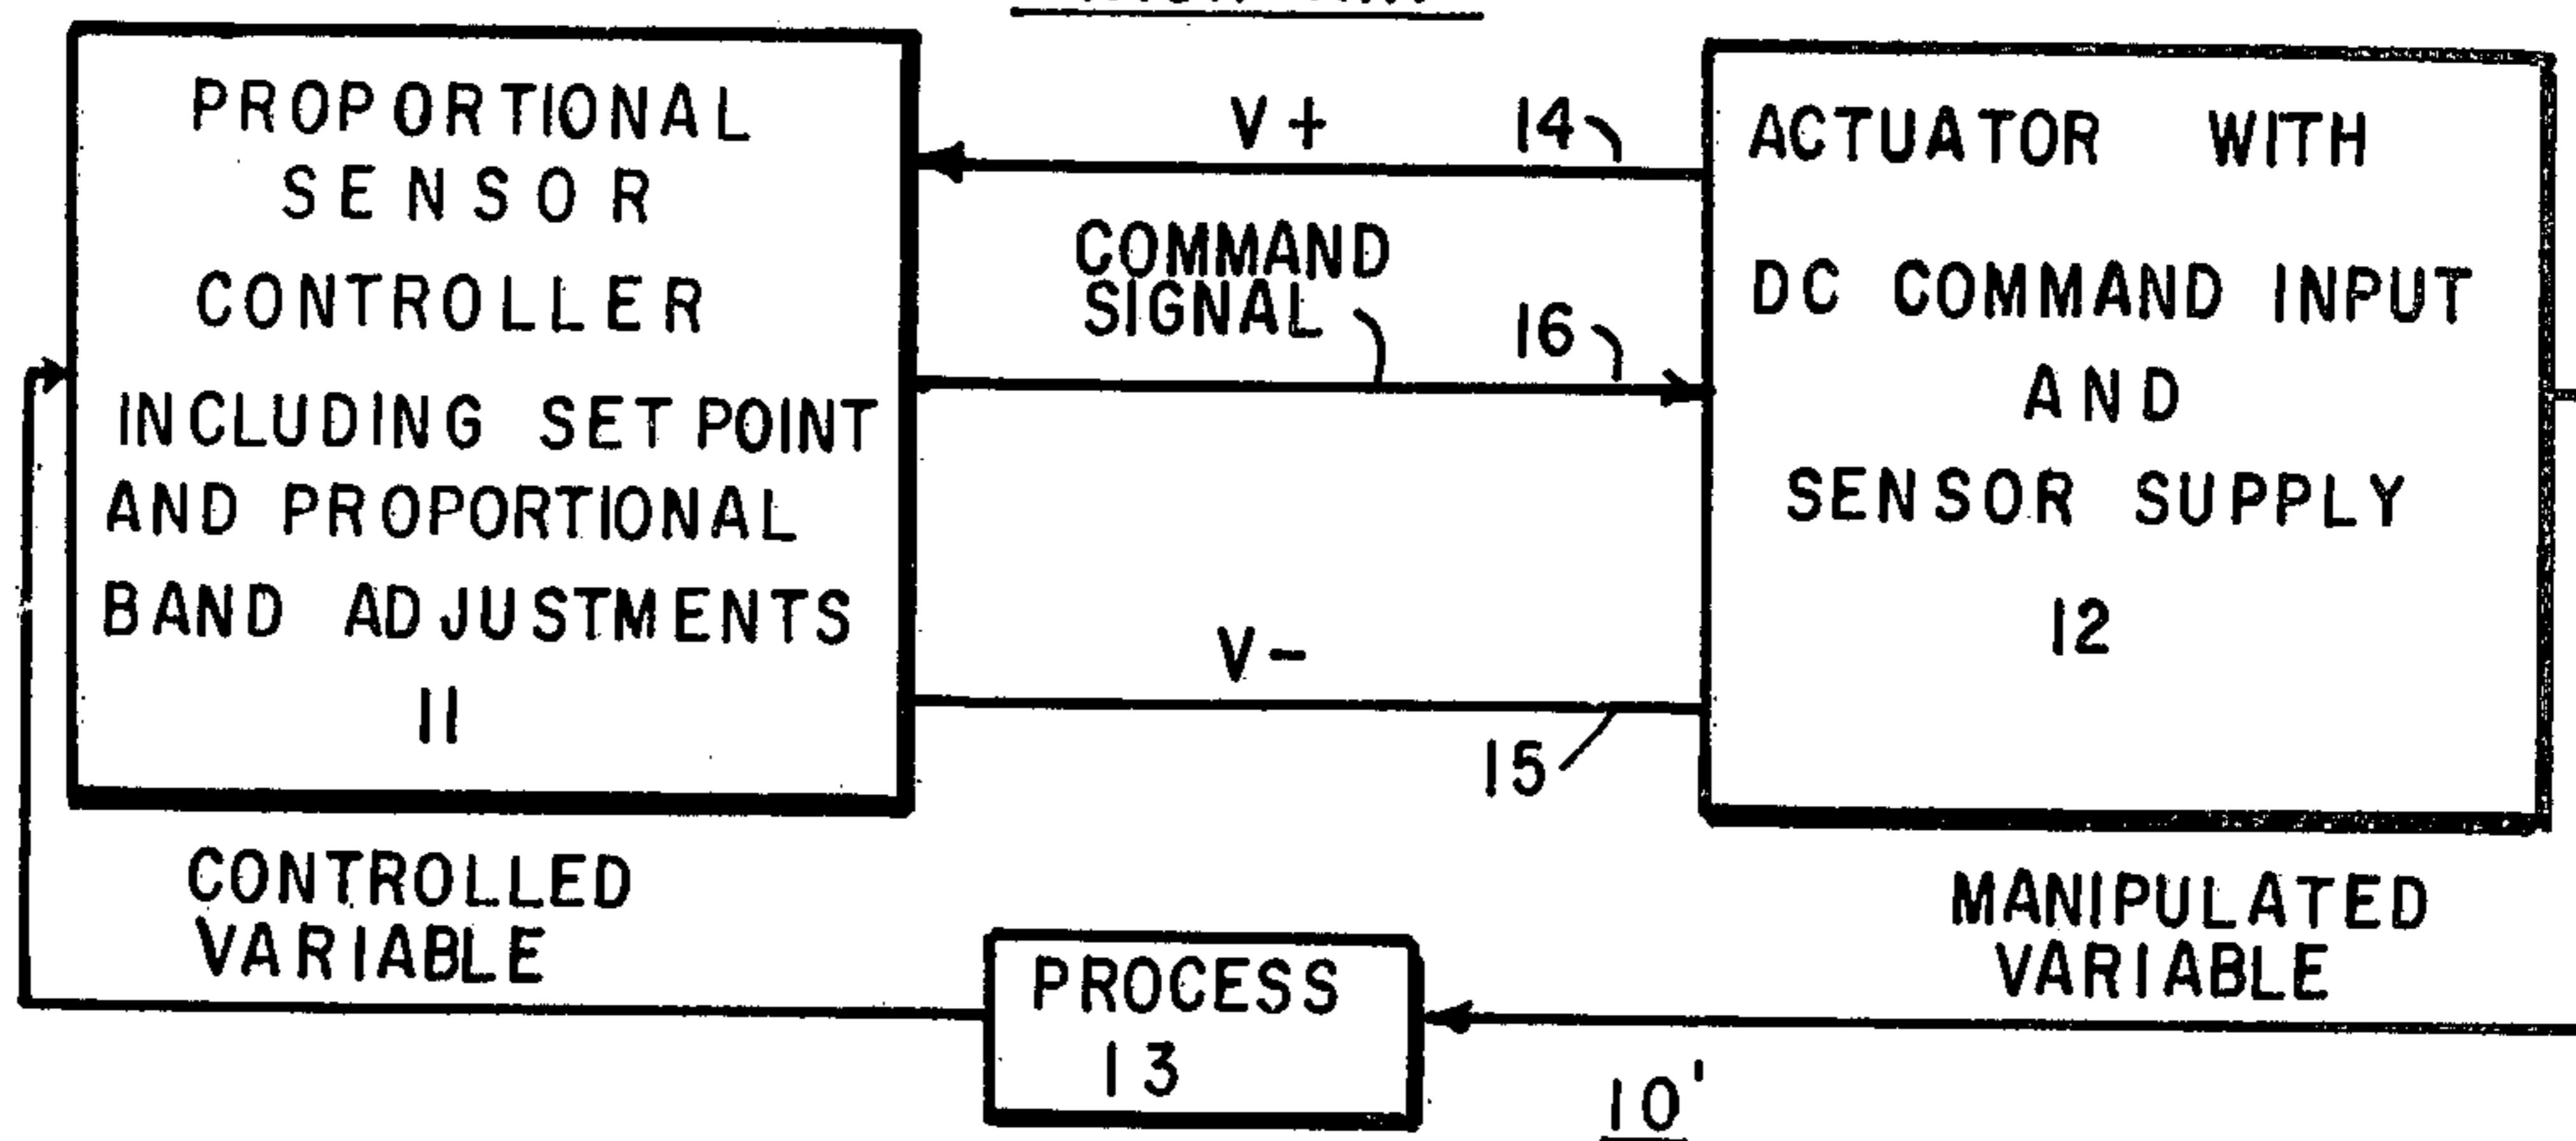 PROPORTIONAL
SENSOR
CONTROLLER
INCLUDING SET POINT
AND PROPORTIONAL
BAND ADJUSTMENTS
11
V+
14
COMMAND
SIGNAL
16
V-
15
ACTUATOR WITH
DC COMMAND INPUT
AND
SENSOR SUPPLY
12
CONTROLLED
VARIABLE
PROCESS
13
MANIPULATED
VARIABLE
10'